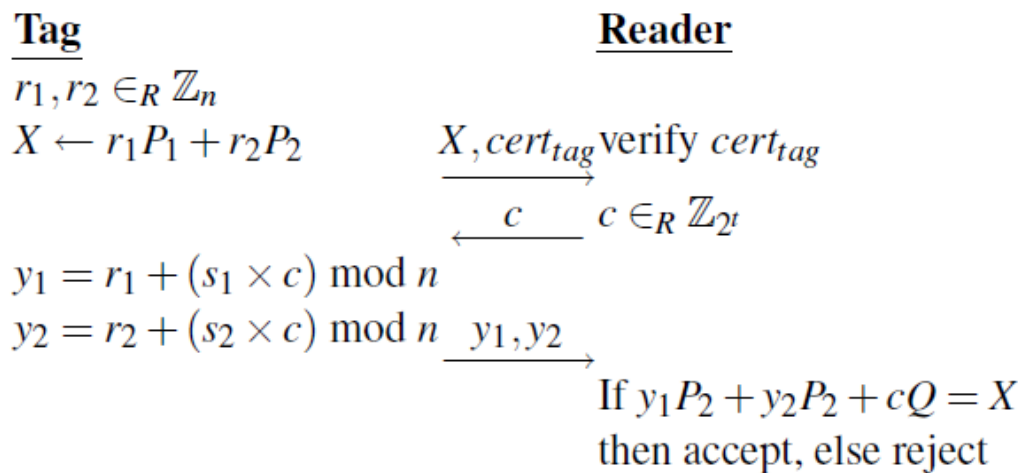 Tag Reader
r₁, r₂ ∈_R ℤ_n
X ← r₁P₁ + r₂P₂ X, cert_tag verify cert_tag
c c ∈_R ℤ_{2^t}
y₁ = r₁ + (s₁ × c) mod n
y₂ = r₂ + (s₂ × c) mod n y₁, y₂
If y₁P₂ + y₂P₂ + cQ = X
then accept, else reject